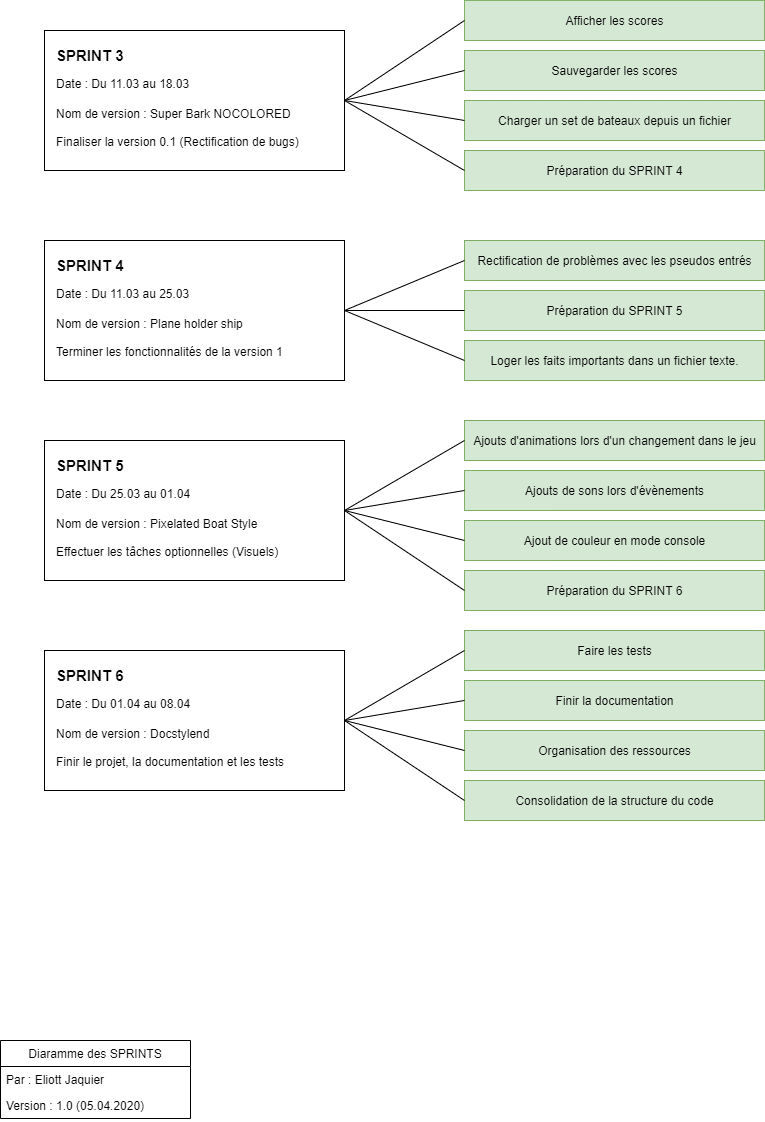 SPRINT 3
Date : Du 11.03 au 18.03
Nom de version : Super Bark NOCOLORED
Finaliser la version 0.1 (Rectification de bugs)
Afficher les scores
Sauvegarder les scores
Charger un set de bateaux depuis un fichier
Préparation du SPRINT 4
SPRINT 4
Date : Du 11.03 au 25.03
Nom de version : Plane holder ship
Terminer les fonctionnalités de la version 1
Rectification de problèmes avec les pseudos entrés
Préparation du SPRINT 5
Loger les faits importants dans un fichier texte.
SPRINT 5
Date : Du 25.03 au 01.04
Nom de version : Pixelated Boat Style
Effectuer les tâches optionnelles (Visuels)
Ajouts d'animations lors d'un changement dans le jeu
Ajouts de sons lors d'évènements
Ajout de couleur en mode console
Préparation du SPRINT 6
SPRINT 6
Date : Du 01.04 au 08.04
Nom de version : Docstylend
Finir le projet, la documentation et les tests
Faire les tests
Finir la documentation
Organisation des ressources
Consolidation de la structure du code
Diaramme des SPRINTS
Par : Eliott Jaquier
Version : 1.0 (05.04.2020)